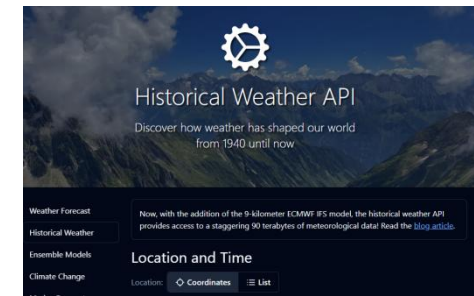 Historical Weather API
Discover how weather has shaped our world
from 1940 until now
Weather Forecast
Historical Weather
Ensemble Models
Climate Change
Now, with the addition of the 9-kilometer ECMWF IFS model, the historical weather API
provides access to a staggering 90 terabytes of meteorological data! Read the blog article.
Location and Time
Location: Coordinates List